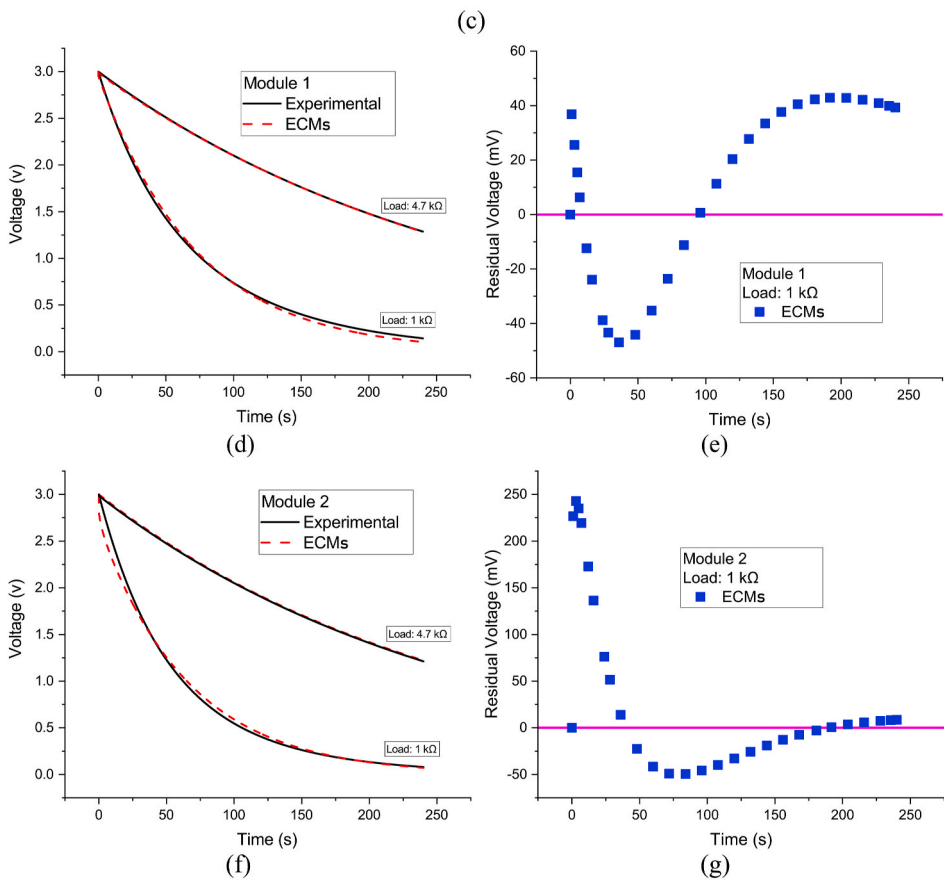 (c)
Voltage (v)
3.0
2.5
2.0
1.5
1.0
0.5
0.0
Module 1
Experimental
ECMs
Load: 4.7 kΩ
Load: 1 kΩ
0 50 100 150 200 250
Time (s)
(d)
Residual Voltage (mV)
60
40
20
0
-20
-40
-60
Module 1
Load: 1 kΩ
ECMs
0 50 100 150 200 250
Time (s)
(e)
Voltage (v)
3.0
2.5
2.0
1.5
1.0
0.5
0.0
Module 2
Experimental
ECMs
Load: 4.7 kΩ
Load: 1 kΩ
0 50 100 150 200 250
Time (s)
(f)
Residual Voltage (mV)
250
200
150
100
50
0
-50
Module 2
Load: 1 kΩ
ECMs
0 50 100 150 200 250
Time (s)
(g)